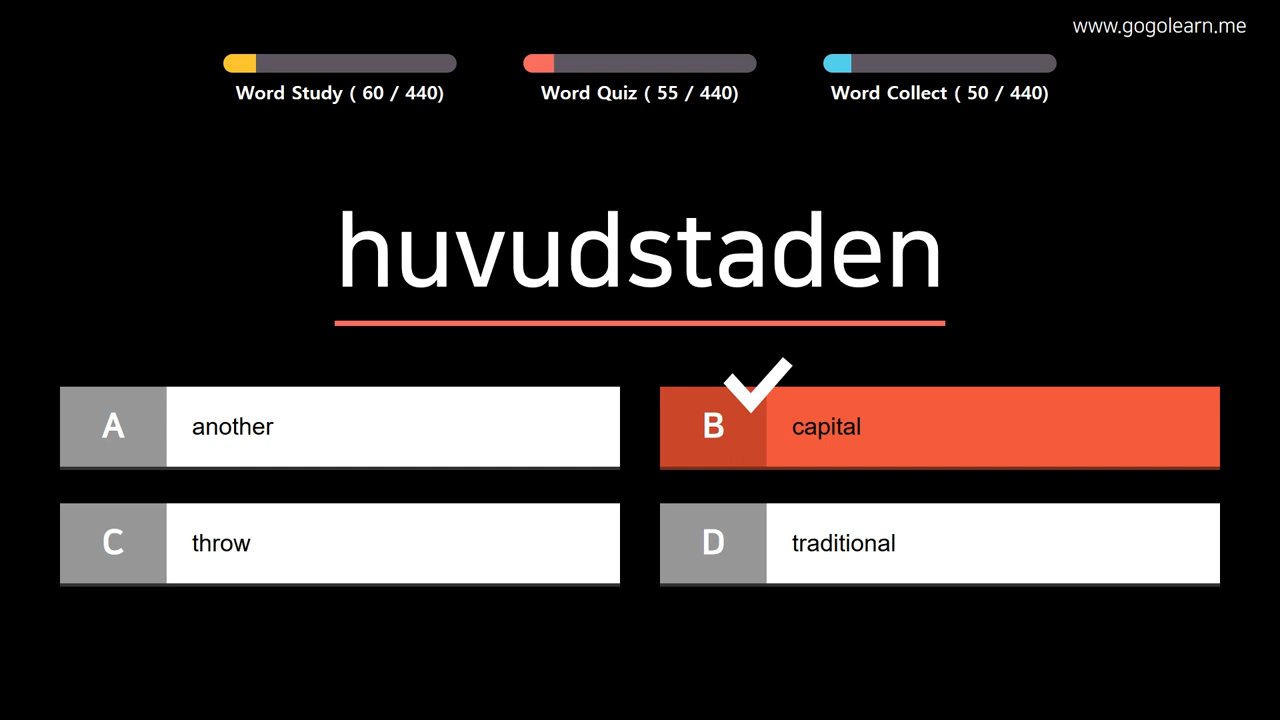 www.gogolearn.me
Word Study ( 60 / 440)
Word Quiz ( 55 / 440)
Word Collect ( 50 / 440)
huvudstaden
A another
B capital
C throw
D traditional